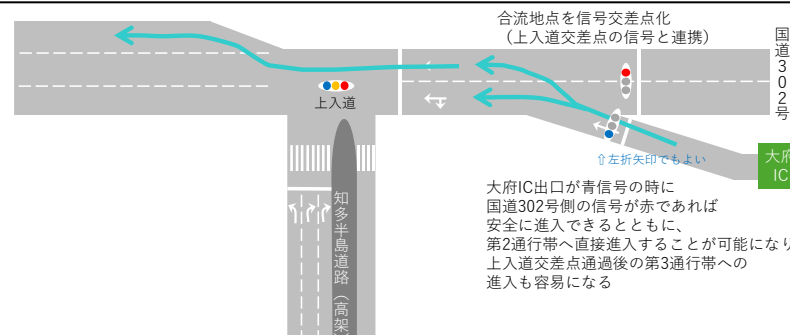 合流地点を信号交差点化
（上入道交差点の信号と連携）
国道302号
上入道
⇧左折矢印でもよい
大府
IC
知多半島道路（高架
大府IC出口が青信号の時に
国道302号側の信号が赤であれば
安全に進入できるとともに、
第2通行帯へ直接進入することが可能になり
上入道交差点通過後の第3通行帯への
進入も容易になる